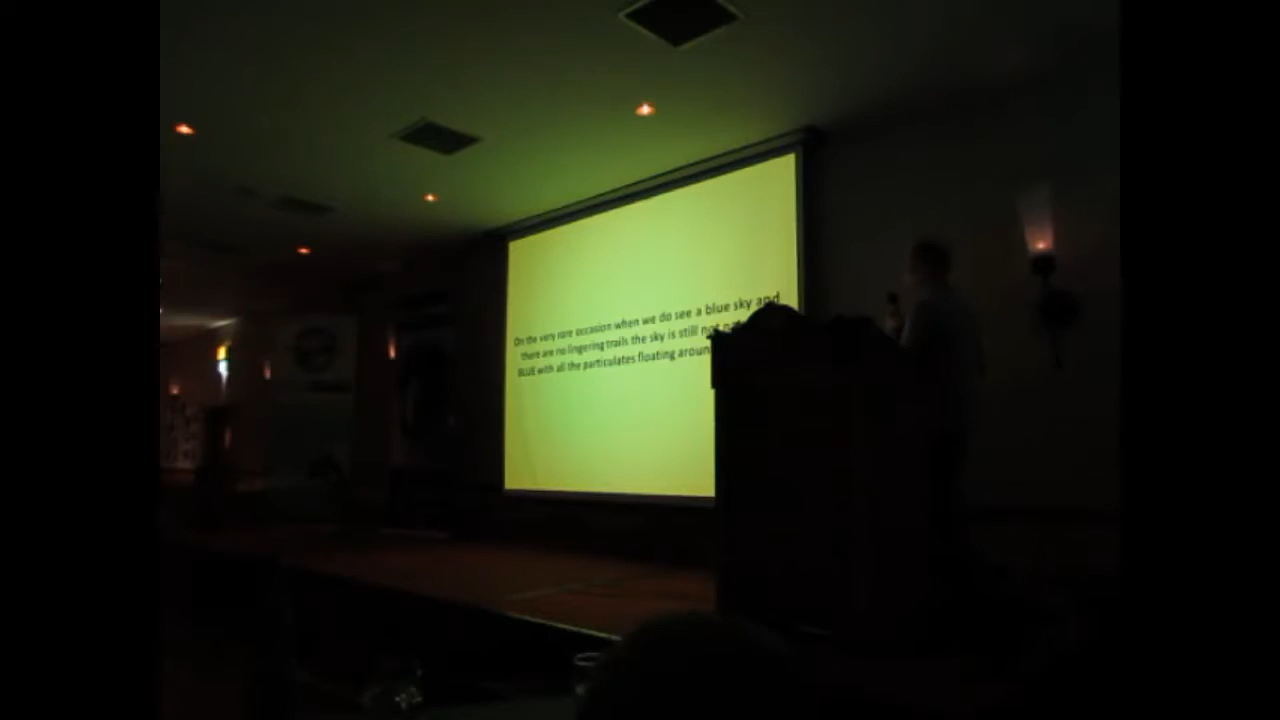 On the very rare occasion when we do see a blue sky and
there are no lingering trails the sky is still not
BLUE with all the particulates floating